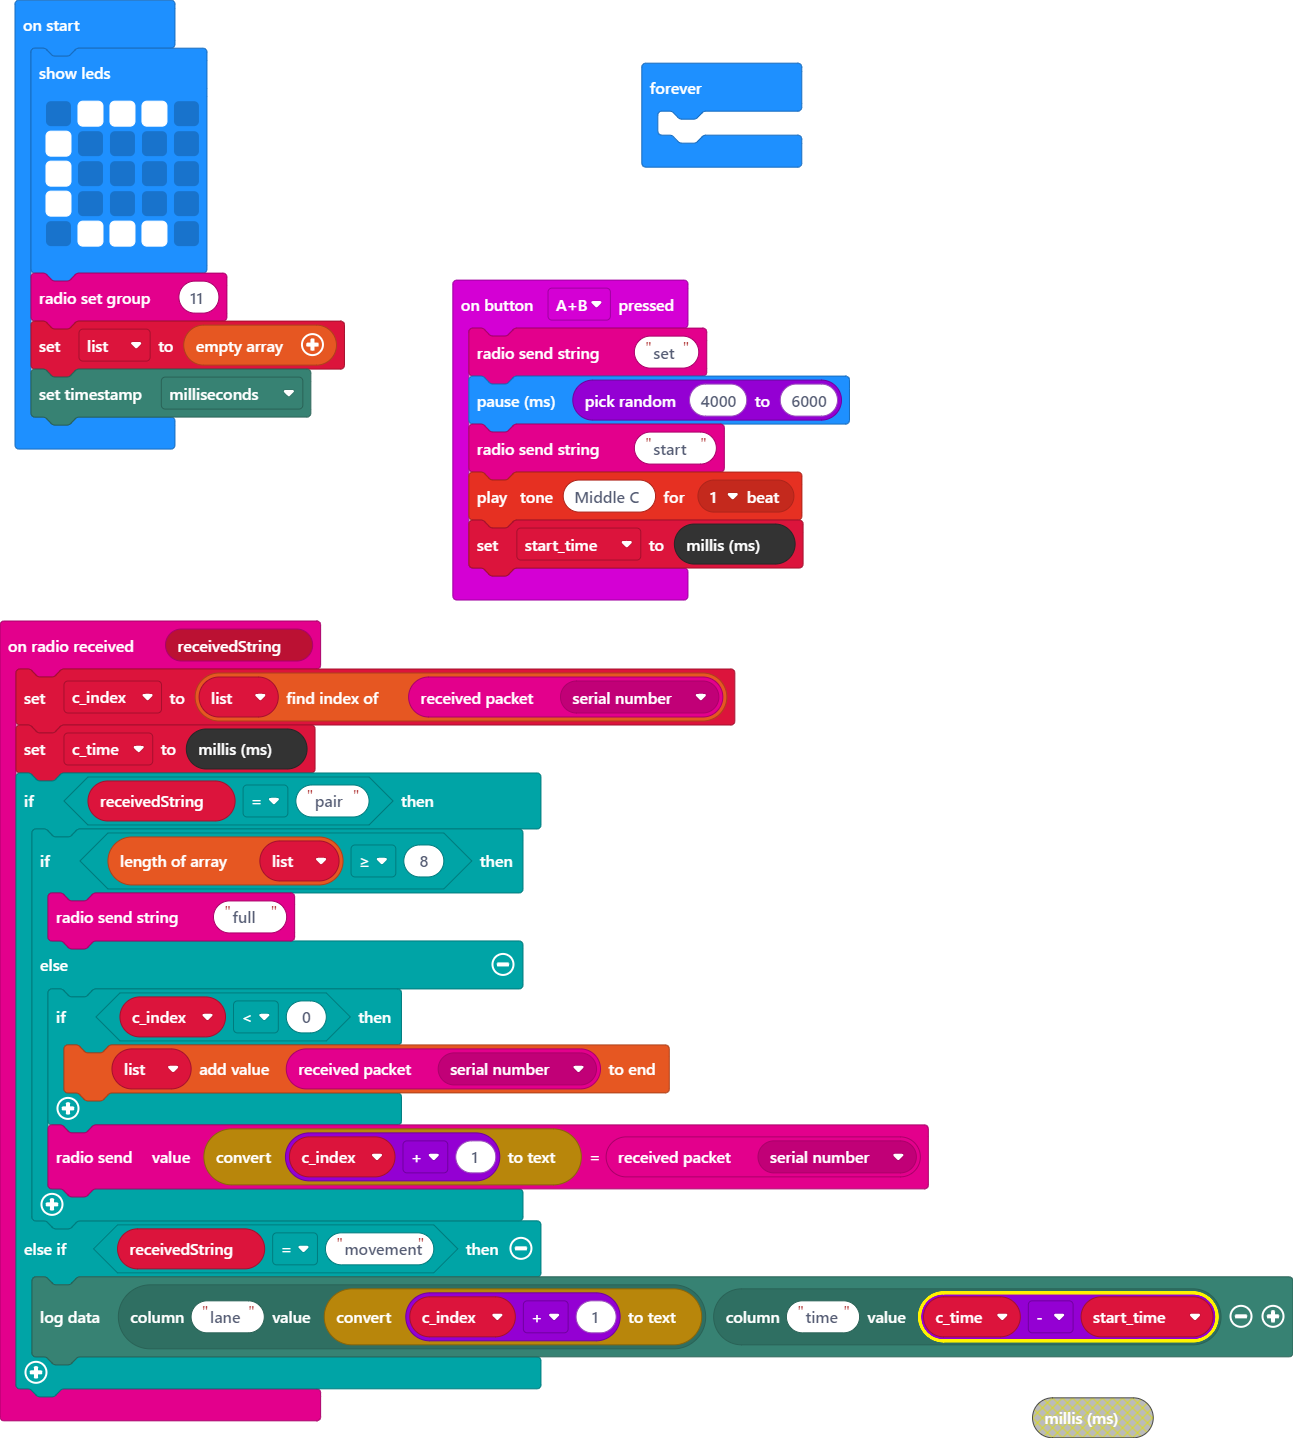 on start
show leds
radio set group 11
set list to empty array
set timestamp milliseconds
forever
on button A+B pressed
radio send string "set"
pause (ms) pick random 4000 to 6000
radio send string "start"
play tone Middle C for 1 beat
set start_time to millis (ms)
on radio received receivedString
set c_index to list find index of received packet serial number
set c_time to millis (ms)
if receivedString = "pair" then
if length of array list ≥ 8 then
radio send string "full"
else
if c_index < 0 then
list add value received packet serial number to end
radio send value convert c_index + 1 to text = received packet serial number
else if receivedString = "movement" then
log data column "lane" value convert c_index + 1 to text column "time" value c_time - start_time
millis (ms)